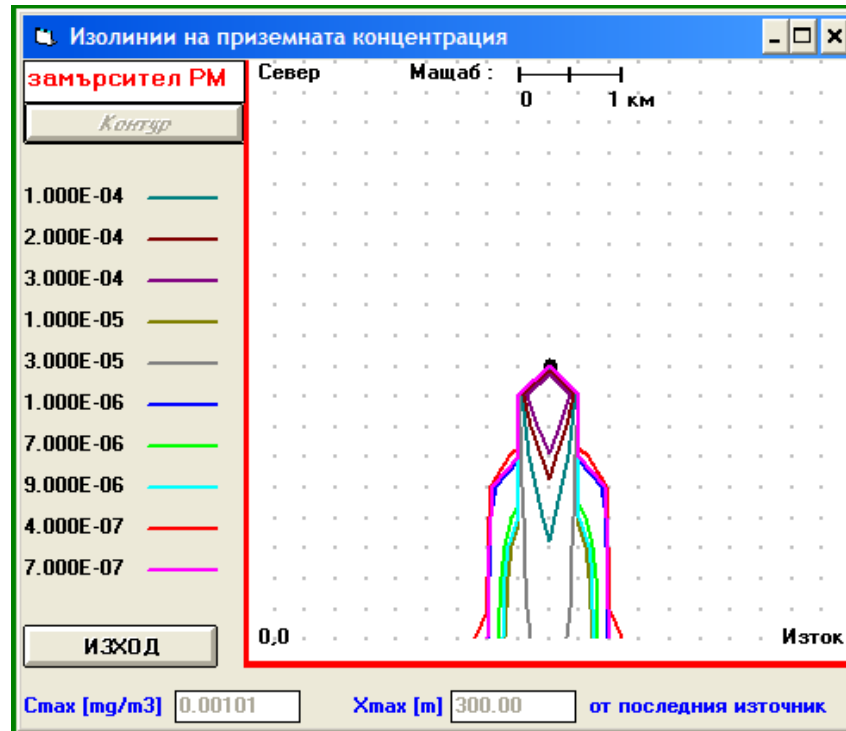 Изолинии на приземната концентрация
замърсител PM
Север
Мащаб :
0
1 км
Контур
1.000E-04
2.000E-04
3.000E-04
1.000E-05
3.000E-05
1.000E-06
7.000E-06
9.000E-06
4.000E-07
7.000E-07
ИЗХОД
0,0
Изток
Cmax [mg/m3] 0.00101 Xmax [m] 300.00 от последния източник